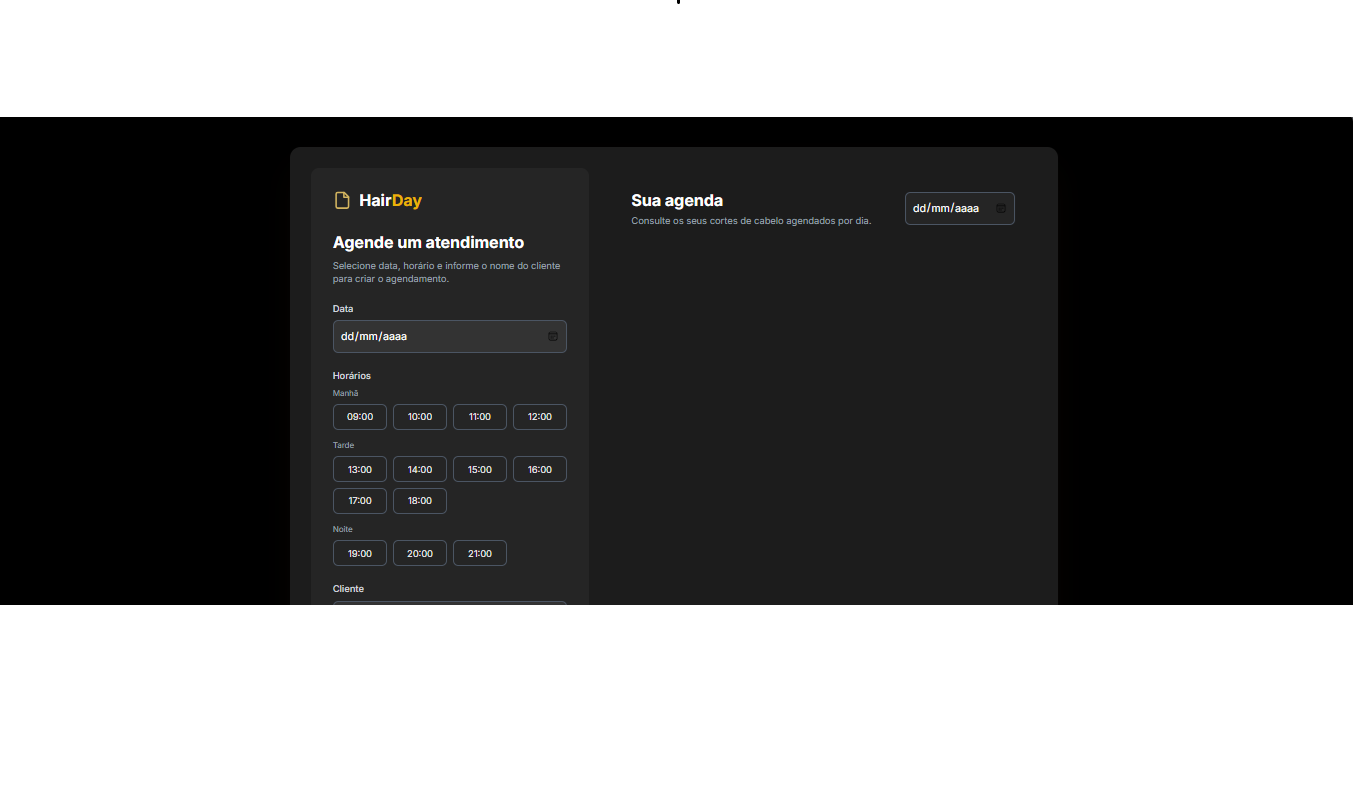 HairDay
Agende um atendimento
Selecione data, horário e informe o nome do cliente
para criar o agendamento.
Data
dd/mm/aaaa
Horários
Manhã
09:00 10:00 11:00 12:00
Tarde
13:00 14:00 15:00 16:00
17:00 18:00
Noite
19:00 20:00 21:00
Cliente
Sua agenda
Consulte os seus cortes de cabelo agendados por dia.
dd/mm/aaaa